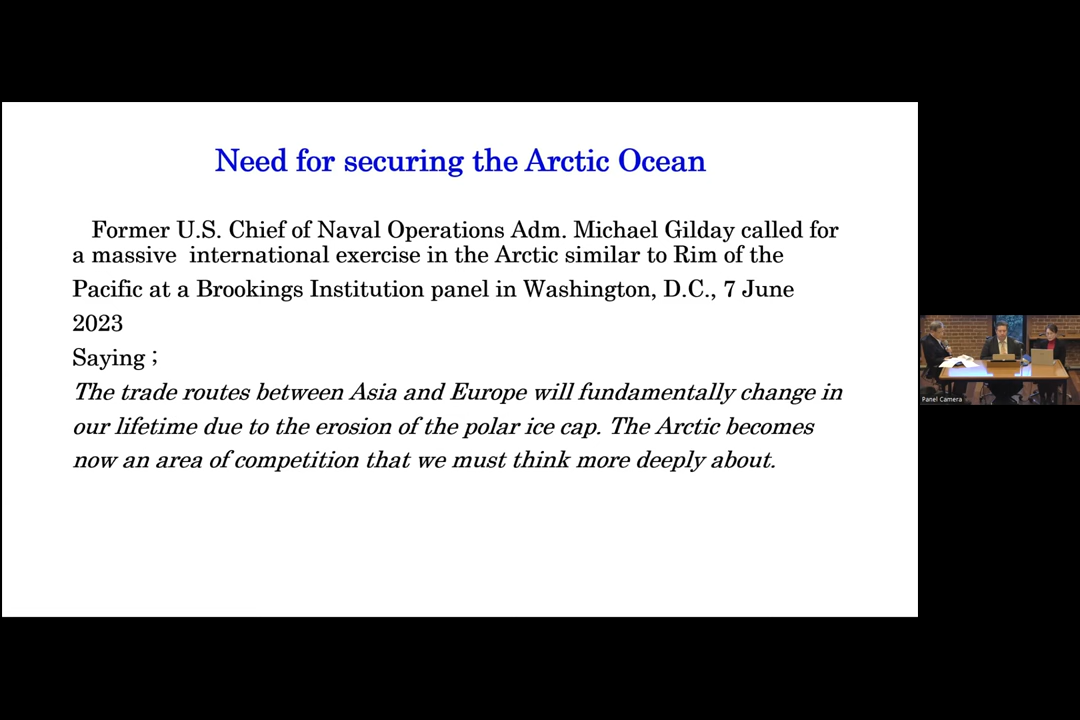 Need for securing the Arctic Ocean
Former U.S. Chief of Naval Operations Adm. Michael Gilday called for
a massive  international exercise in the Arctic similar to Rim of the
Pacific at a Brookings Institution panel in Washington, D.C., 7 June
2023
Saying；
The trade routes between Asia and Europe will fundamentally change in
our lifetime due to the erosion of the polar ice cap. The Arctic becomes
now an area of competition that we must think more deeply about.
Panel Camera